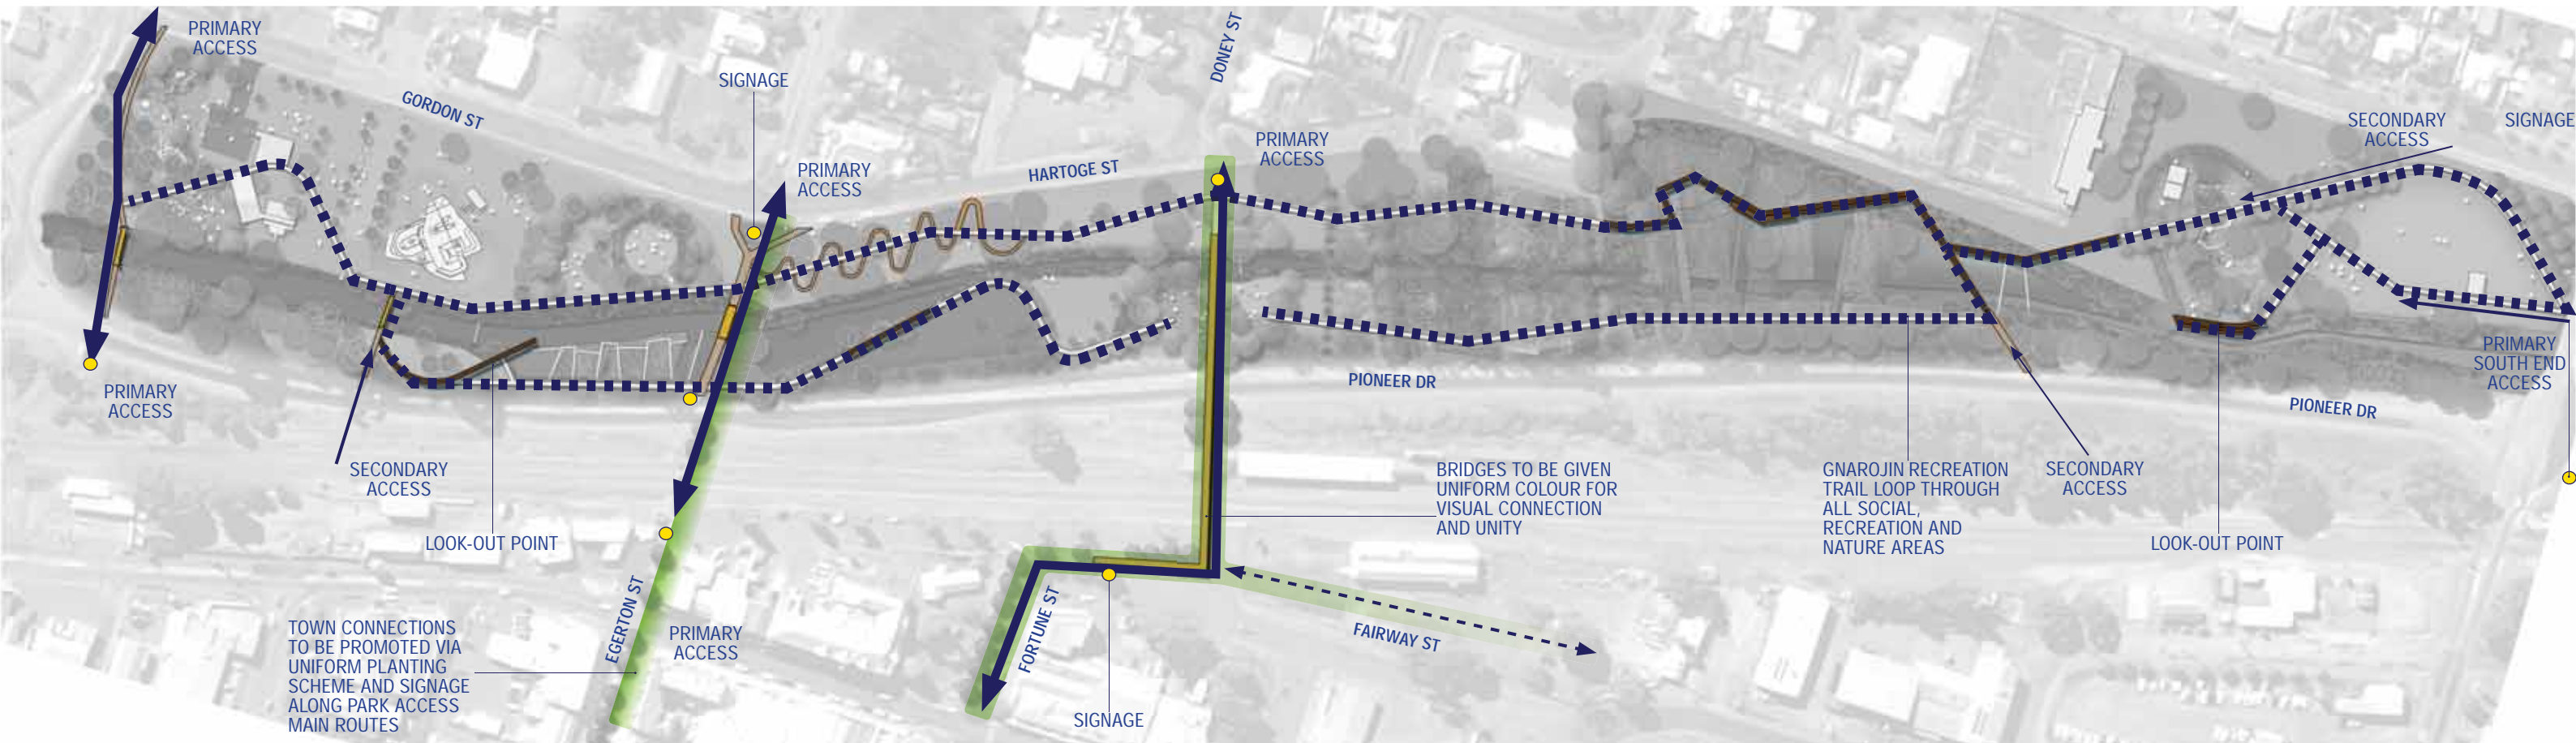 PRIMARY
ACCESS
GORDON ST
SIGNAGE
PRIMARY
ACCESS
HARTOGE ST
DONEY ST
PRIMARY
ACCESS
SECONDARY
ACCESS
SIGNAGE
PRIMARY
ACCESS
SECONDARY
ACCESS
LOOK-OUT POINT
PIONEER DR
BRIDGES TO BE GIVEN
UNIFORM COLOUR FOR
VISUAL CONNECTION
AND UNITY
GNAROJIN RECREATION
TRAIL LOOP THROUGH
ALL SOCIAL,
RECREATION AND
NATURE AREAS
SECONDARY
ACCESS
LOOK-OUT POINT
PRIMARY
SOUTH END
ACCESS
PIONEER DR
TOWN CONNECTIONS
TO BE PROMOTED VIA
UNIFORM PLANTING
SCHEME AND SIGNAGE
ALONG PARK ACCESS
MAIN ROUTES
EGERTON ST
PRIMARY
ACCESS
FORTUNE ST
SIGNAGE
FAIRWAY ST